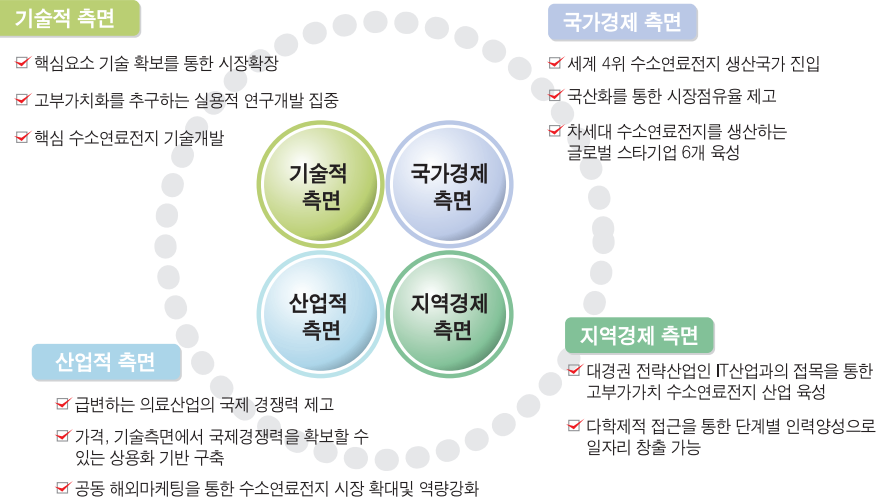 기술적 측면
핵심요소 기술 확보를 통한 시장확장
고부가치화를 추구하는 실용적 연구개발 집중
핵심 수소연료전지 기술개발
국가경제 측면
세계 4위 수소연료전지 생산국가 진입
국산화를 통한 시장점유율 제고
차세대 수소연료전지를 생산하는
글로벌 스타기업 6개 육성
기술적
측면
국가경제
측면
산업적
측면
지역경제
측면
산업적 측면
급변하는 의료산업의 국제 경쟁력 제고
가격, 기술측면에서 국제경쟁력을 확보할 수
있는 상용화 기반 구축
공동 해외마케팅을 통한 수소연료전지 시장 확대및 역량강화
지역경제 측면
대경권 전략산업인 IT산업과의 접목을 통한
고부가가치 수소연료전지 산업 육성
다학제적 접근을 통한 단계별 인력양성으로
일자리 창출 가능